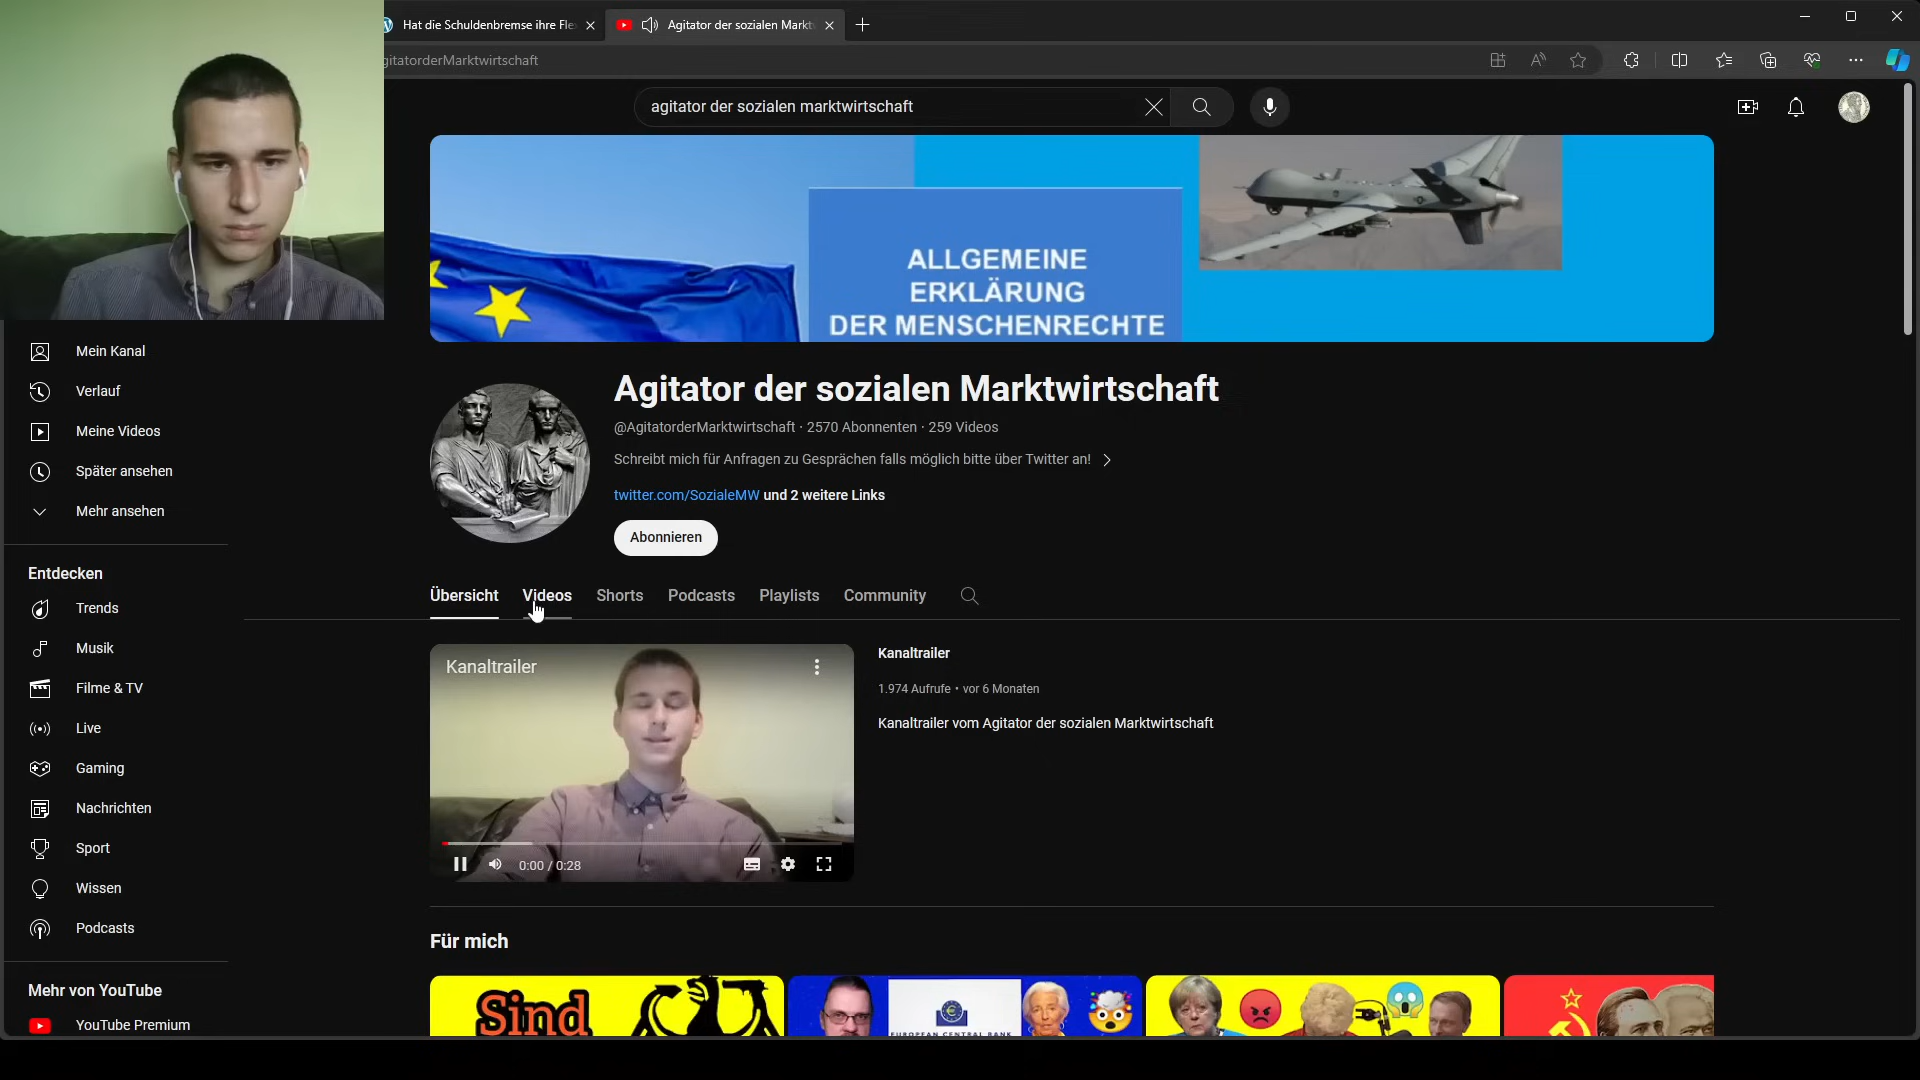 Hat die Schuldenbremse ihre Fle
Agitator der sozialen Markt
gitatorderMarktwirtschaft
agitator der sozialen marktwirtschaft
ALLGEMEINE
ERKLÄRUNG
DER MENSCHENRECHTE
Agitator der sozialen Marktwirtschaft
@AgitatorderMarktwirtschaft · 2570 Abonnenten · 259 Videos
Schreibt mich für Anfragen zu Gesprächen falls möglich bitte über Twitter an!
twitter.com/SozialeMW und 2 weitere Links
Abonnieren
Übersicht Videos Shorts Podcasts Playlists Community
Mein Kanal
Verlauf
Meine Videos
Später ansehen
Mehr ansehen
Entdecken
Trends
Musik
Filme & TV
Live
Gaming
Nachrichten
Sport
Wissen
Podcasts
Mehr von YouTube
YouTube Premium
Kanaltrailer
0:00 / 0:28
Kanaltrailer
1.974 Aufrufe • vor 6 Monaten
Kanaltrailer vom Agitator der sozialen Marktwirtschaft
Für mich
Sind
EUROPEAN CENTRAL BANK